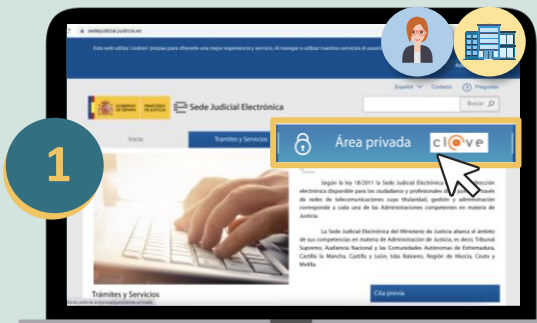 sedejudicial.justicia.es
Esta web utiliza 'cookies' propias para ofrecerle una mejor experiencia y servicio. Al navegar o utilizar nuestros servicios el usuario
Español Contacto Preguntas
GOBIERNO DE ESPAÑA MINISTERIO DE JUSTICIA Sede Judicial Electrónica
Buscar
Inicio Tramites y Servicios
Área privada cl@ve
1
Según la ley 18/2011 la Sede Judicial Electrónica
electrónica disponible para los ciudadanos y profesionales
de redes de telecomunicaciones cuya titularidad, gestión y administración
corresponde a cada una de las Administraciones competentes en materia de
Justicia.
La Sede Judicial Electrónica del Ministerio de Justicia abarca el ámbito
de sus competencias en materia de Administración de Justicia, es decir, Tribunal
Supremo, Audiencia Nacional y las Comunidades Autónomas de Extremadura,
Castilla la Mancha, Castilla y León, Islas Baleares, Región de Murcia, Ceuta y
Melilla.
Trámites y Servicios
Cita previa